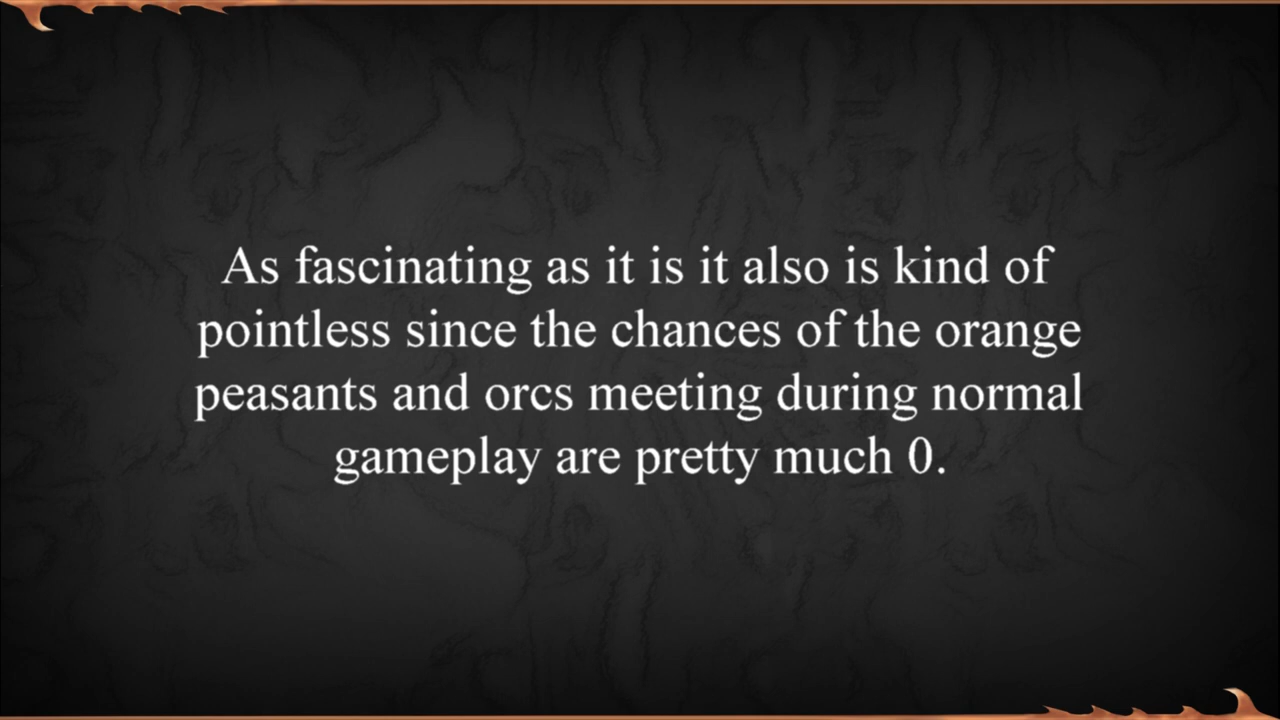 As fascinating as it is it also is kind of
pointless since the chances of the orange
peasants and orcs meeting during normal
gameplay are pretty much 0.